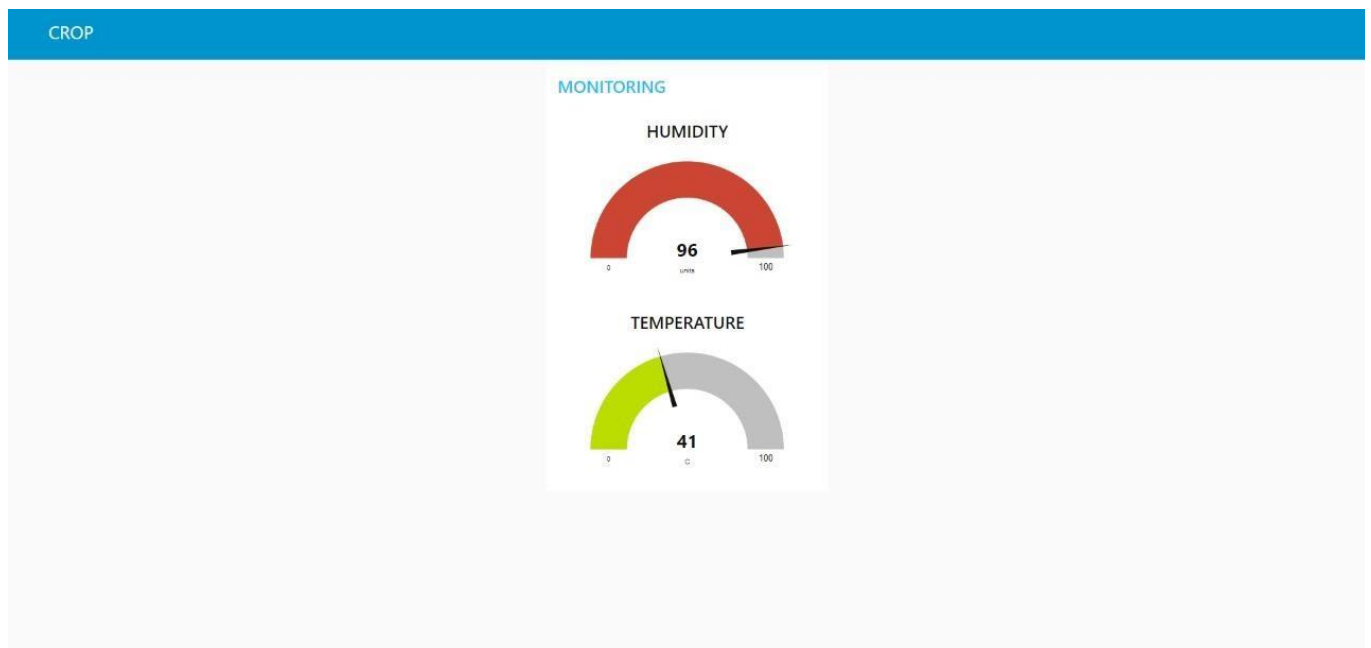 CROP
MONITORING
HUMIDITY
96
units
0
100
TEMPERATURE
41
C
0
100